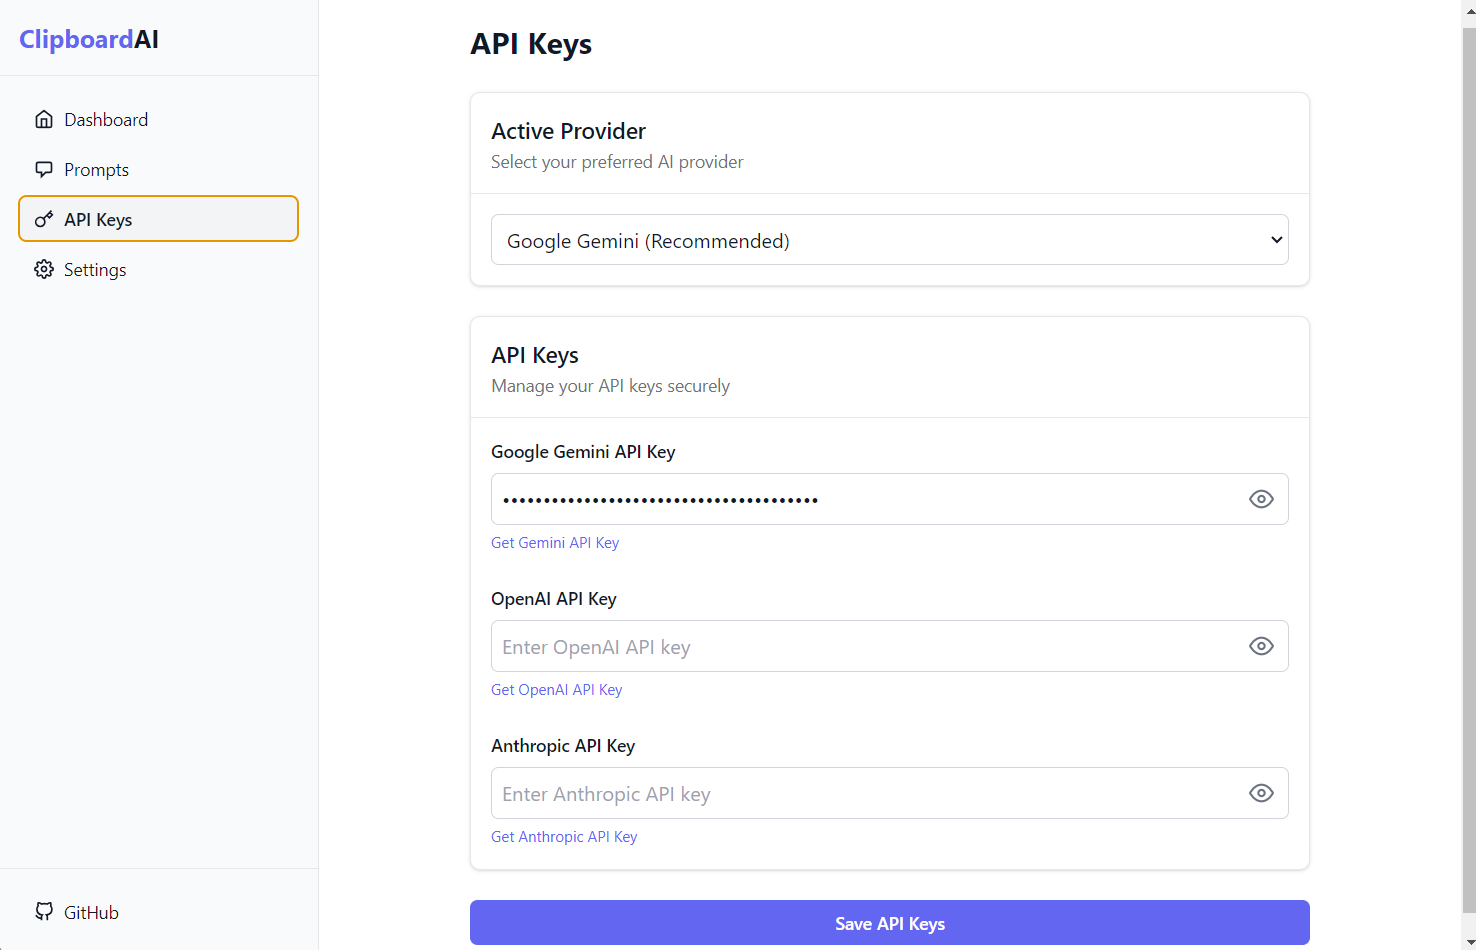 ClipboardAI
Dashboard
Prompts
API Keys
Settings
GitHub
API Keys
Active Provider
Select your preferred AI provider
Google Gemini (Recommended)
API Keys
Manage your API keys securely
Google Gemini API Key
•••••••••••••••••••••••••••••••••••••••
Get Gemini API Key
OpenAI API Key
Enter OpenAI API key
Get OpenAI API Key
Anthropic API Key
Enter Anthropic API key
Get Anthropic API Key
Save API Keys